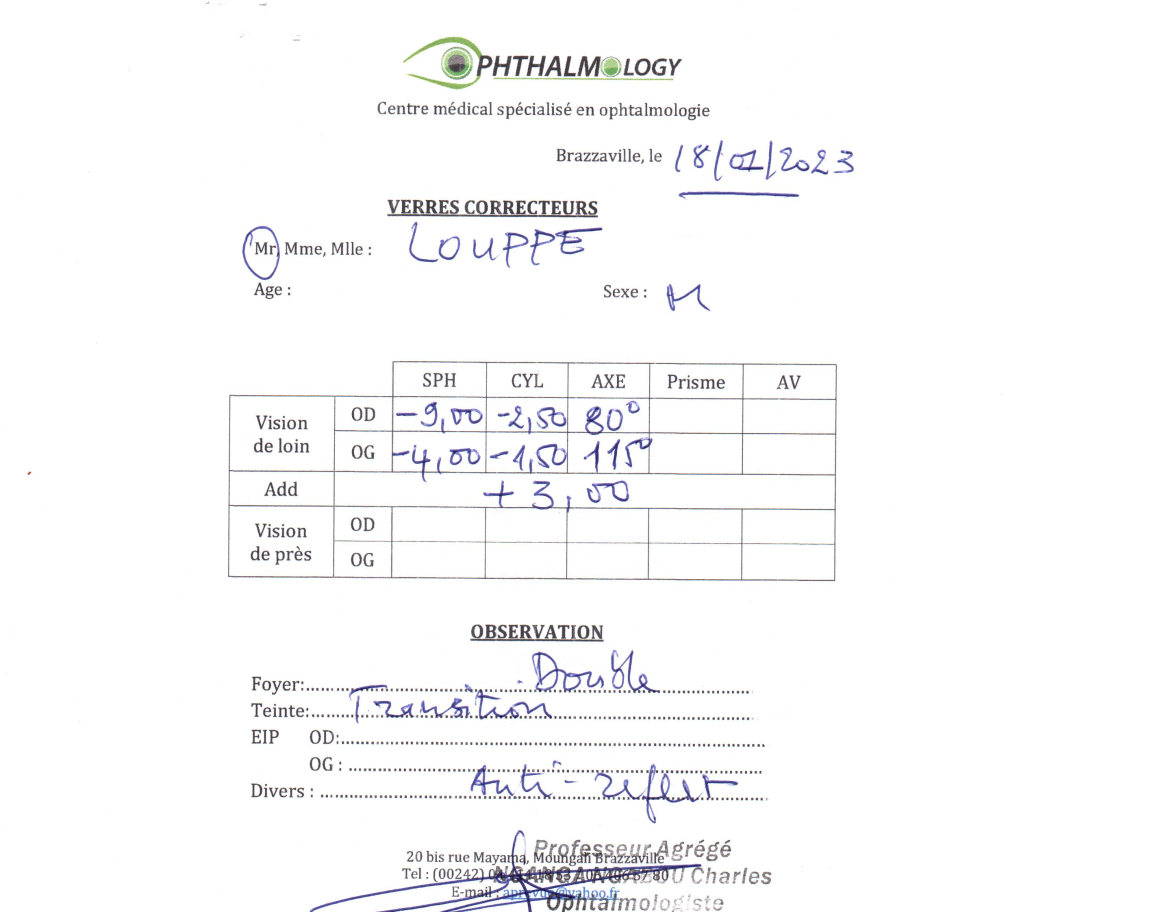 OPHTHALMOLOGY
Centre médical spécialisé en ophtalmologie
Brazzaville, le 18/01/2023
VERRES CORRECTEURS
Mr, Mme, Mlle : LOUPPE
Age : Sexe : M
SPH CYL AXE Prisme AV
Vision de loin OD -9,00 -2,50 80°
OG -4,00 -1,50 115°
Add +3,00
Vision de près OD
OG
OBSERVATION
Foyer: Double
Teinte: Transition
EIP OD:
OG :
Divers : Anti-reflet
Professeur Agrégé
20 bis rue Mayama, Moungali Brazzaville
Tel : (00242)
Charles
E-mail : @yahoo.fr
Ophtalmologiste